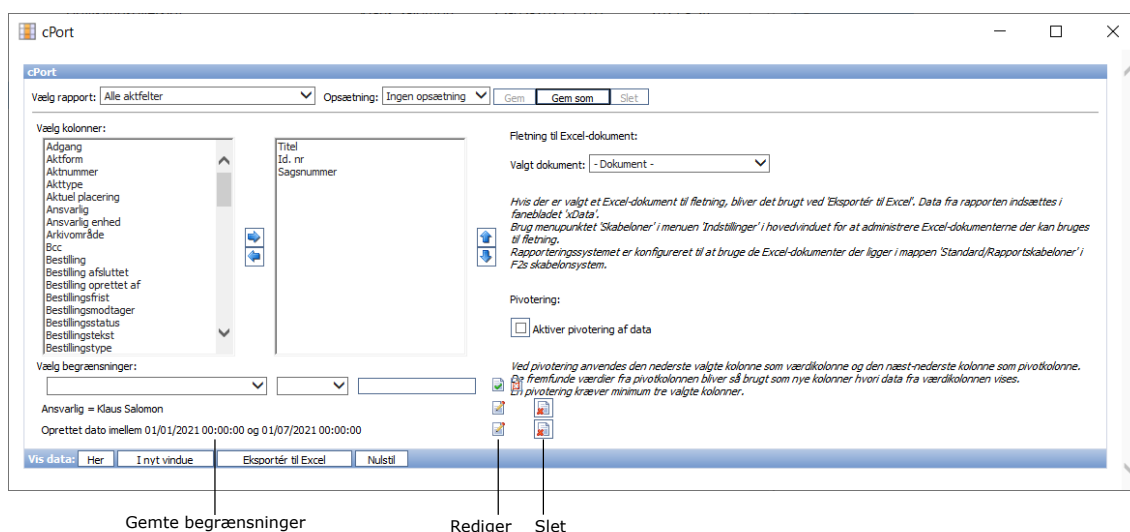 cPort
cPort
Vælg rapport: Alle aktfelter Opsætning: Ingen opsætning Gem Gem som Slet
Vælg kolonner:
Adgang
Aktform
Aktnummer
Akttype
Aktuel placering
Ansvarlig
Ansvarlig enhed
Arkivområde
Bcc
Bestilling
Bestilling afsluttet
Bestilling oprettet af
Bestillingsfrist
Bestillingsmodtager
Bestillingsstatus
Bestillingstekst
Bestillingstype
Titel
Id. nr
Sagsnummer
Fletning til Excel-dokument:
Valgt dokument: - Dokument -
Hvis der er valgt et Excel-dokument til fletning, bliver det brugt ved 'Eksportér til Excel'. Data fra rapporten indsættes i
fanebladet 'xData'.
Brug menupunktet 'Skabeloner' i menuen 'Indstillinger' i hovedvinduet for at administrere Excel-dokumenterne der kan bruges
til fletning.
Rapporteringssystemet er konfigureret til at bruge de Excel-dokumenter der ligger i mappen 'Standard/Rapportskabeloner' i
F2s skabelonsystem.
Pivotering:
Aktiver pivotering af data
Ved pivotering anvendes den nederste valgte kolonne som værdikolonne og den næst-nederste kolonne som pivotkolonne.
De fremfundne værdier fra pivotkolonnen bliver så brugt som nye kolonner hvori data fra værdikolonnen vises.
En pivotering kræver minimum tre valgte kolonner.
Vælg begrænsninger:
Ansvarlig = Klaus Salomon
Oprettet dato imellem 01/01/2021 00:00:00 og 01/07/2021 00:00:00
Vis data: Her I nyt vindue Eksportér til Excel Nulstil
Gemte begrænsninger Rediger Slet